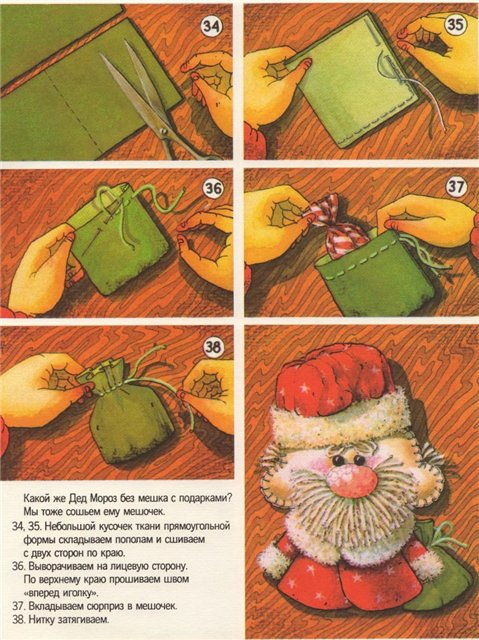 34
35
36
37
38
Какой же Дед Мороз без мешка с подарками?
Мы тоже сошьем ему мешочек.
34, 35. Небольшой кусочек ткани прямоугольной
формы складываем пополам и сшиваем
с двух сторон по краю.
36. Выворачиваем на лицевую сторону.
По верхнему краю прошиваем швом
«вперед иголку».
37. Вкладываем сюрприз в мешочек.
38. Нитку затягиваем.